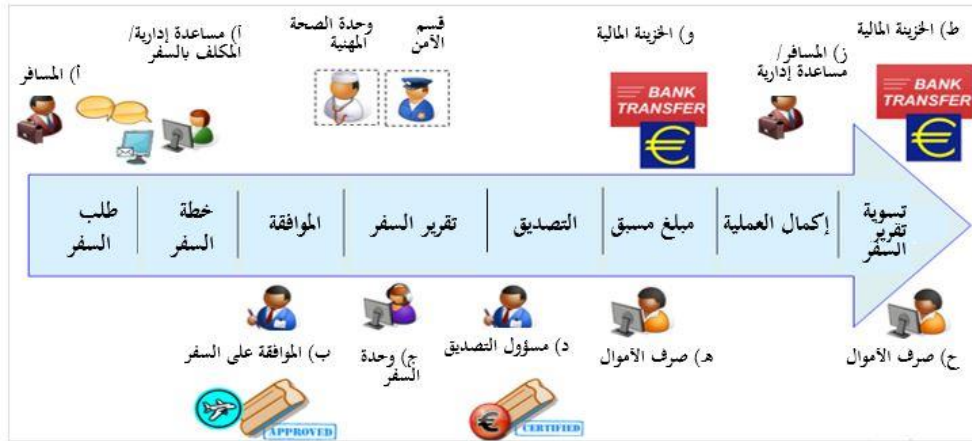 أ) المسافر
آ) مساعدة إدارية/
المكلف بالسفر
وحدة الصحة
المهنية
قسم
الأمن
و) الخزينة المالية
BANK
TRANSFER
ز) المسافر/
مساعدة إدارية
ط) الخزينة المالية
BANK
TRANSFER
طلب
السفر
خطة
السفر
الموافقة
تقرير السفر
التصديق
مبلغ مسبق
إكمال العملية
تسوية
تقرير
السفر
ب) الموافقة على السفر
APPROVED
ج) وحدة
السفر
د) مسؤول التصديق
CERTIFIED
هـ) صرف الأموال
ح) صرف الأموال